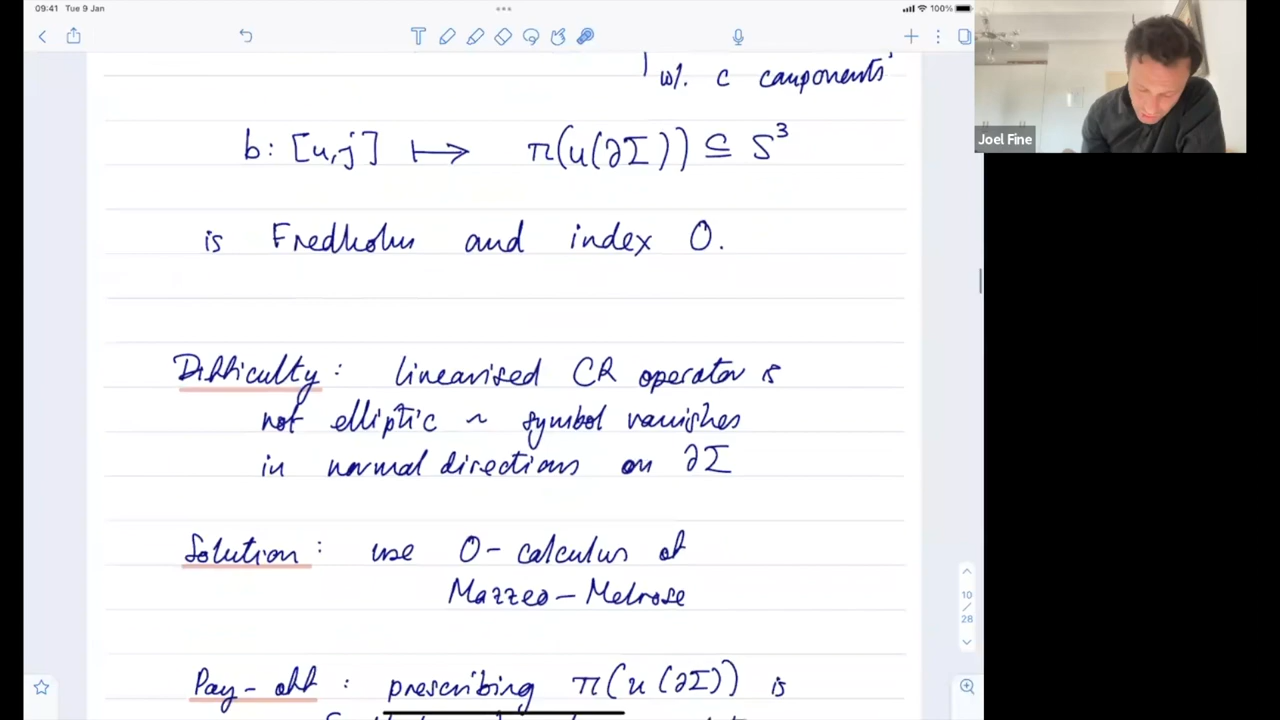 09:41 Tue 9 Jan
100%
w/. c components
b: [u,j] ↦ π(u(∂Σ)) ⊆ S³
is Fredholm and index 0.
Difficulty: linearised CR operator is
not elliptic ~ symbol vanishes
in normal directions on ∂Σ
Solution: use 0-calculus of
Mazzeo-Melrose
Pay-off: prescribing π(u(∂Σ)) is
10
/
28
Joel Fine